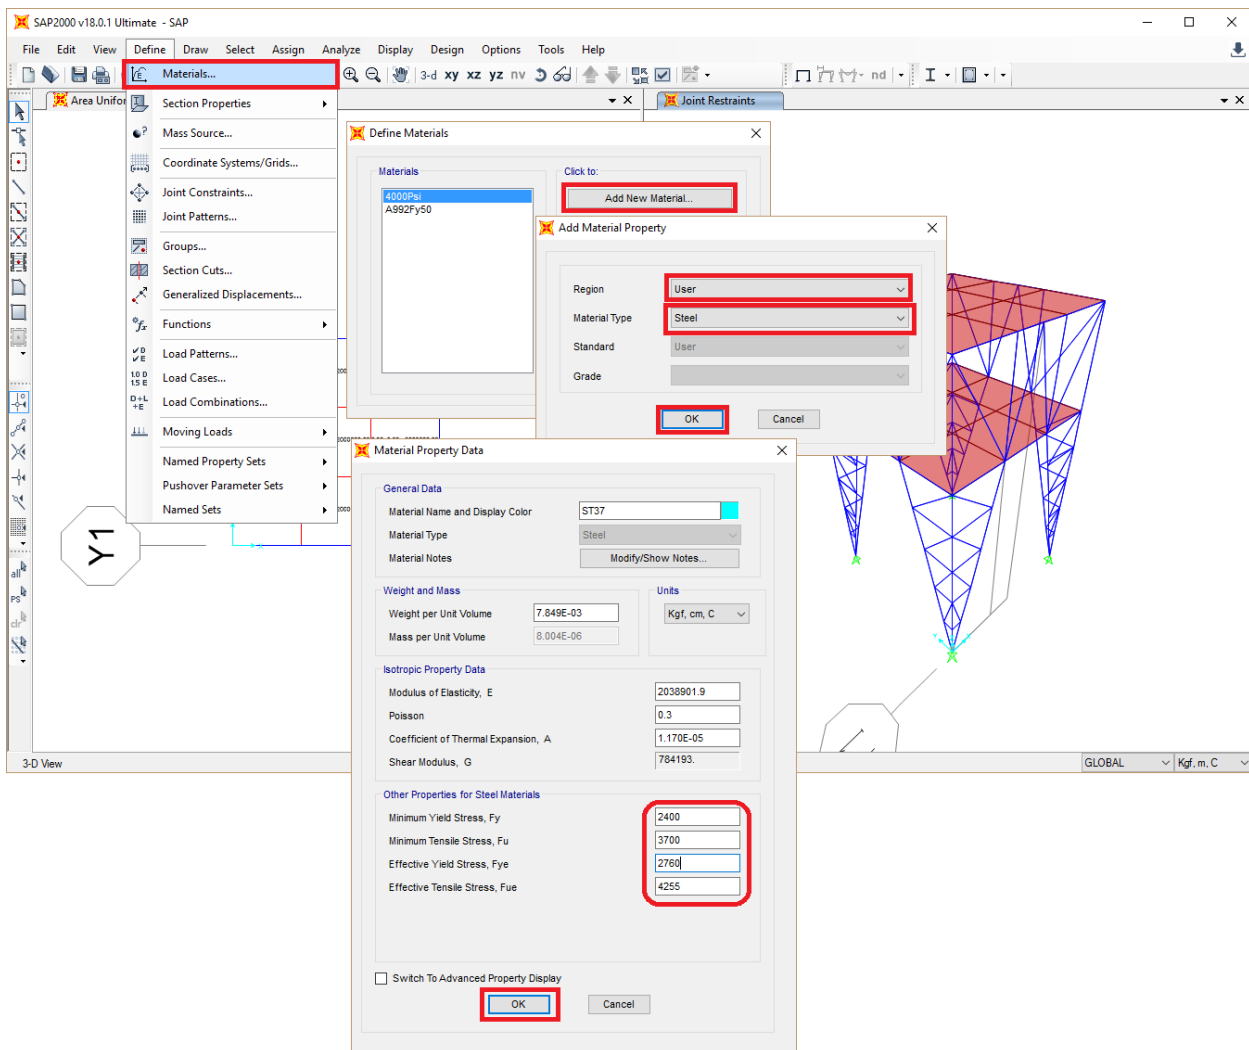 SAP2000 v18.0.1 Ultimate - SAP
File Edit View Define Draw Select Assign Analyze Display Design Options Tools Help
Materials...
3-d xy xz yz nv
nd
Area Unifor
Joint Restraints
Section Properties
Mass Source...
Coordinate Systems/Grids...
Joint Constraints...
Joint Patterns...
Groups...
Section Cuts...
Generalized Displacements...
Functions
Load Patterns...
Load Cases...
Load Combinations...
Moving Loads
Named Property Sets
Pushover Parameter Sets
Named Sets
Define Materials
Materials
Click to:
4000Psi
A992Fy50
Add New Material...
Add Material Property
Region User
Material Type Steel
Standard User
Grade
OK Cancel
Material Property Data
General Data
Material Name and Display Color ST37
Material Type Steel
Material Notes Modify/Show Notes...
Weight and Mass
Units
Weight per Unit Volume 7.849E-03
Kgf, cm, C
Mass per Unit Volume 8.004E-06
Isotropic Property Data
Modulus of Elasticity, E 2038901.9
Poisson 0.3
Coefficient of Thermal Expansion, A 1.170E-05
Shear Modulus, G 784193.
Other Properties for Steel Materials
Minimum Yield Stress, Fy 2400
Minimum Tensile Stress, Fu 3700
Effective Yield Stress, Fye 2760
Effective Tensile Stress, Fue 4255
Switch To Advanced Property Display
OK Cancel
Y1
all
PS
clr
3-D View
GLOBAL
Kgf, m, C